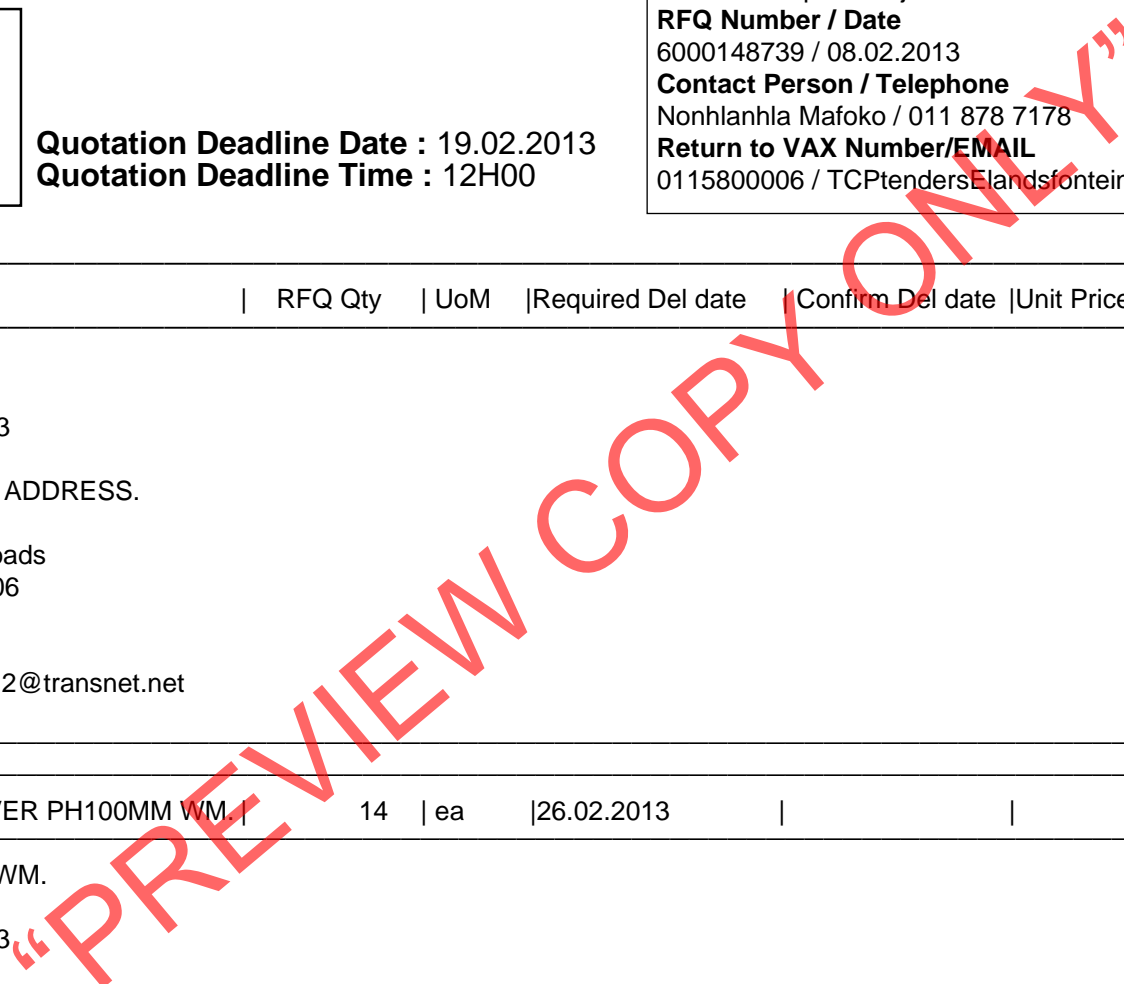 RFQ Number / Date
6000148739 / 08.02.2013
Contact Person / Telephone
Nonhlanhla Mafoko / 011 878 7178
Return to VAX Number/EMAIL
0115800006 / TCPtendersElandsfontein
Quotation Deadline Date : 19.02.2013
Quotation Deadline Time : 12H00
| RFQ Qty | UoM |Required Del date | Confirm Del date |Unit Price
3
ADDRESS.
oads
06
2@transnet.net
VER PH100MM WM. | 14 | ea |26.02.2013 | |
WM.
3
“PREVIEW COPY ONLY”